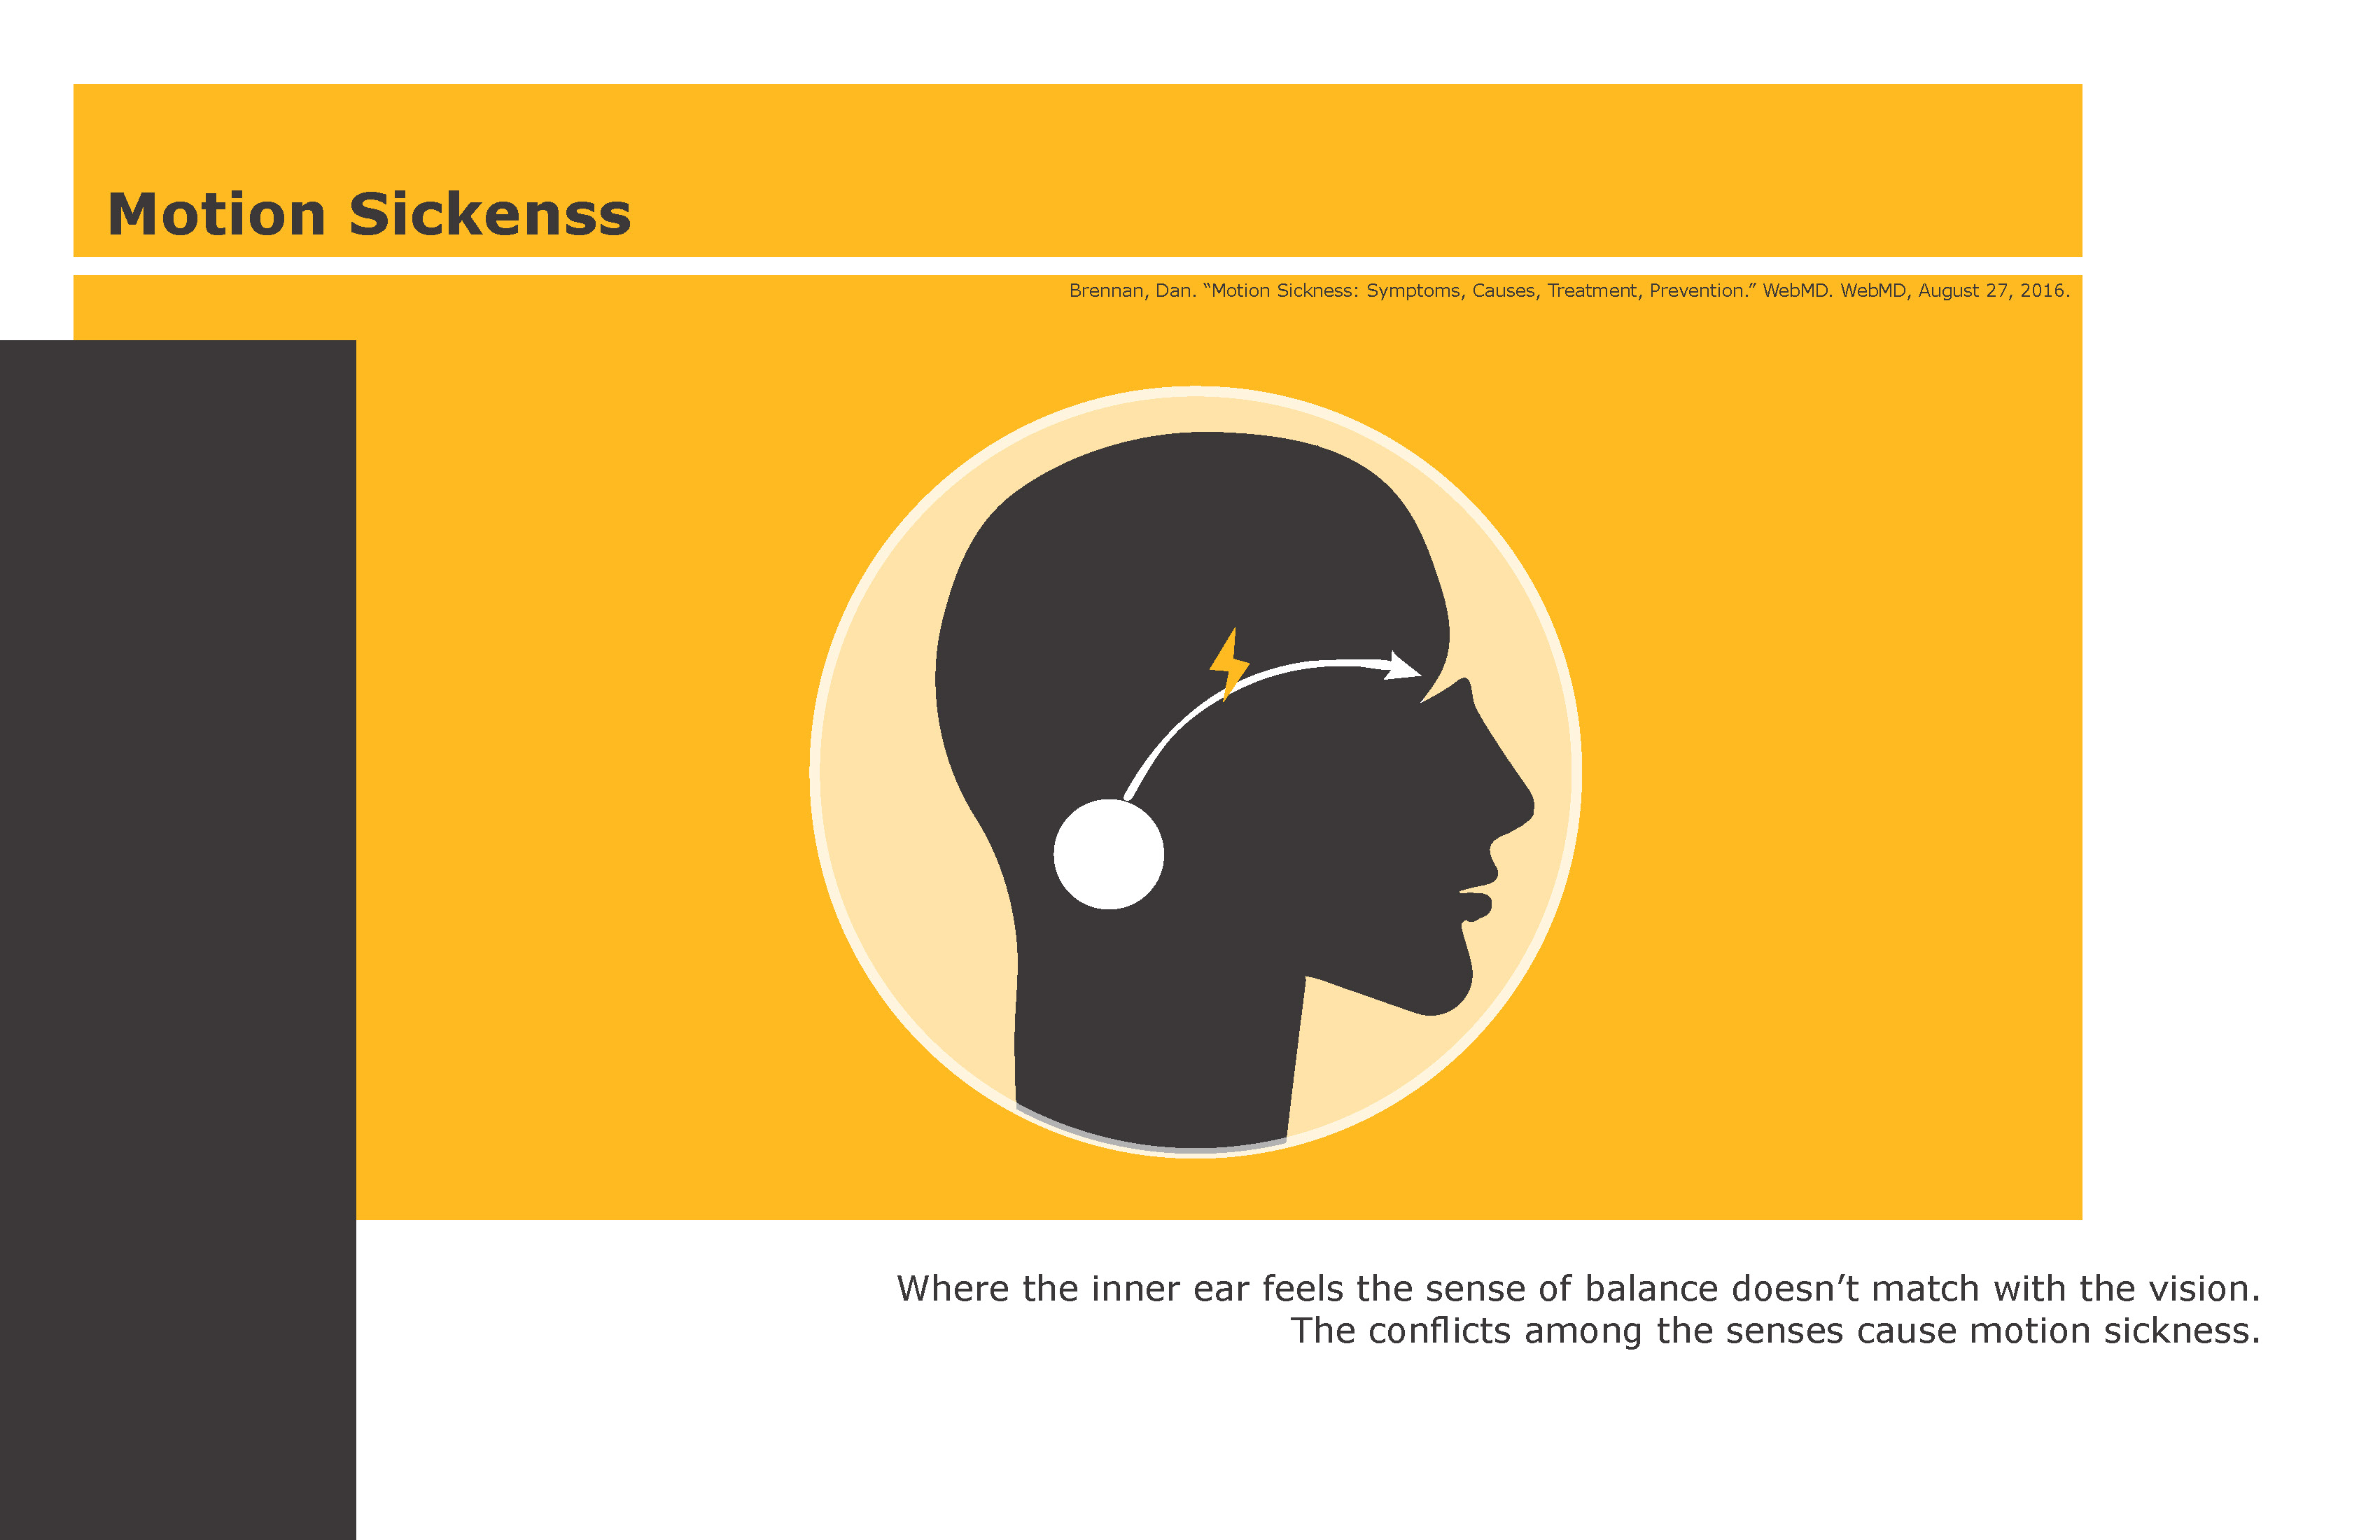 Motion Sickenss
Brennan, Dan. “Motion Sickness: Symptoms, Causes, Treatment, Prevention.” WebMD. WebMD, August 27, 2016.
Where the inner ear feels the sense of balance doesn’t match with the vision.
The conflicts among the senses cause motion sickness.